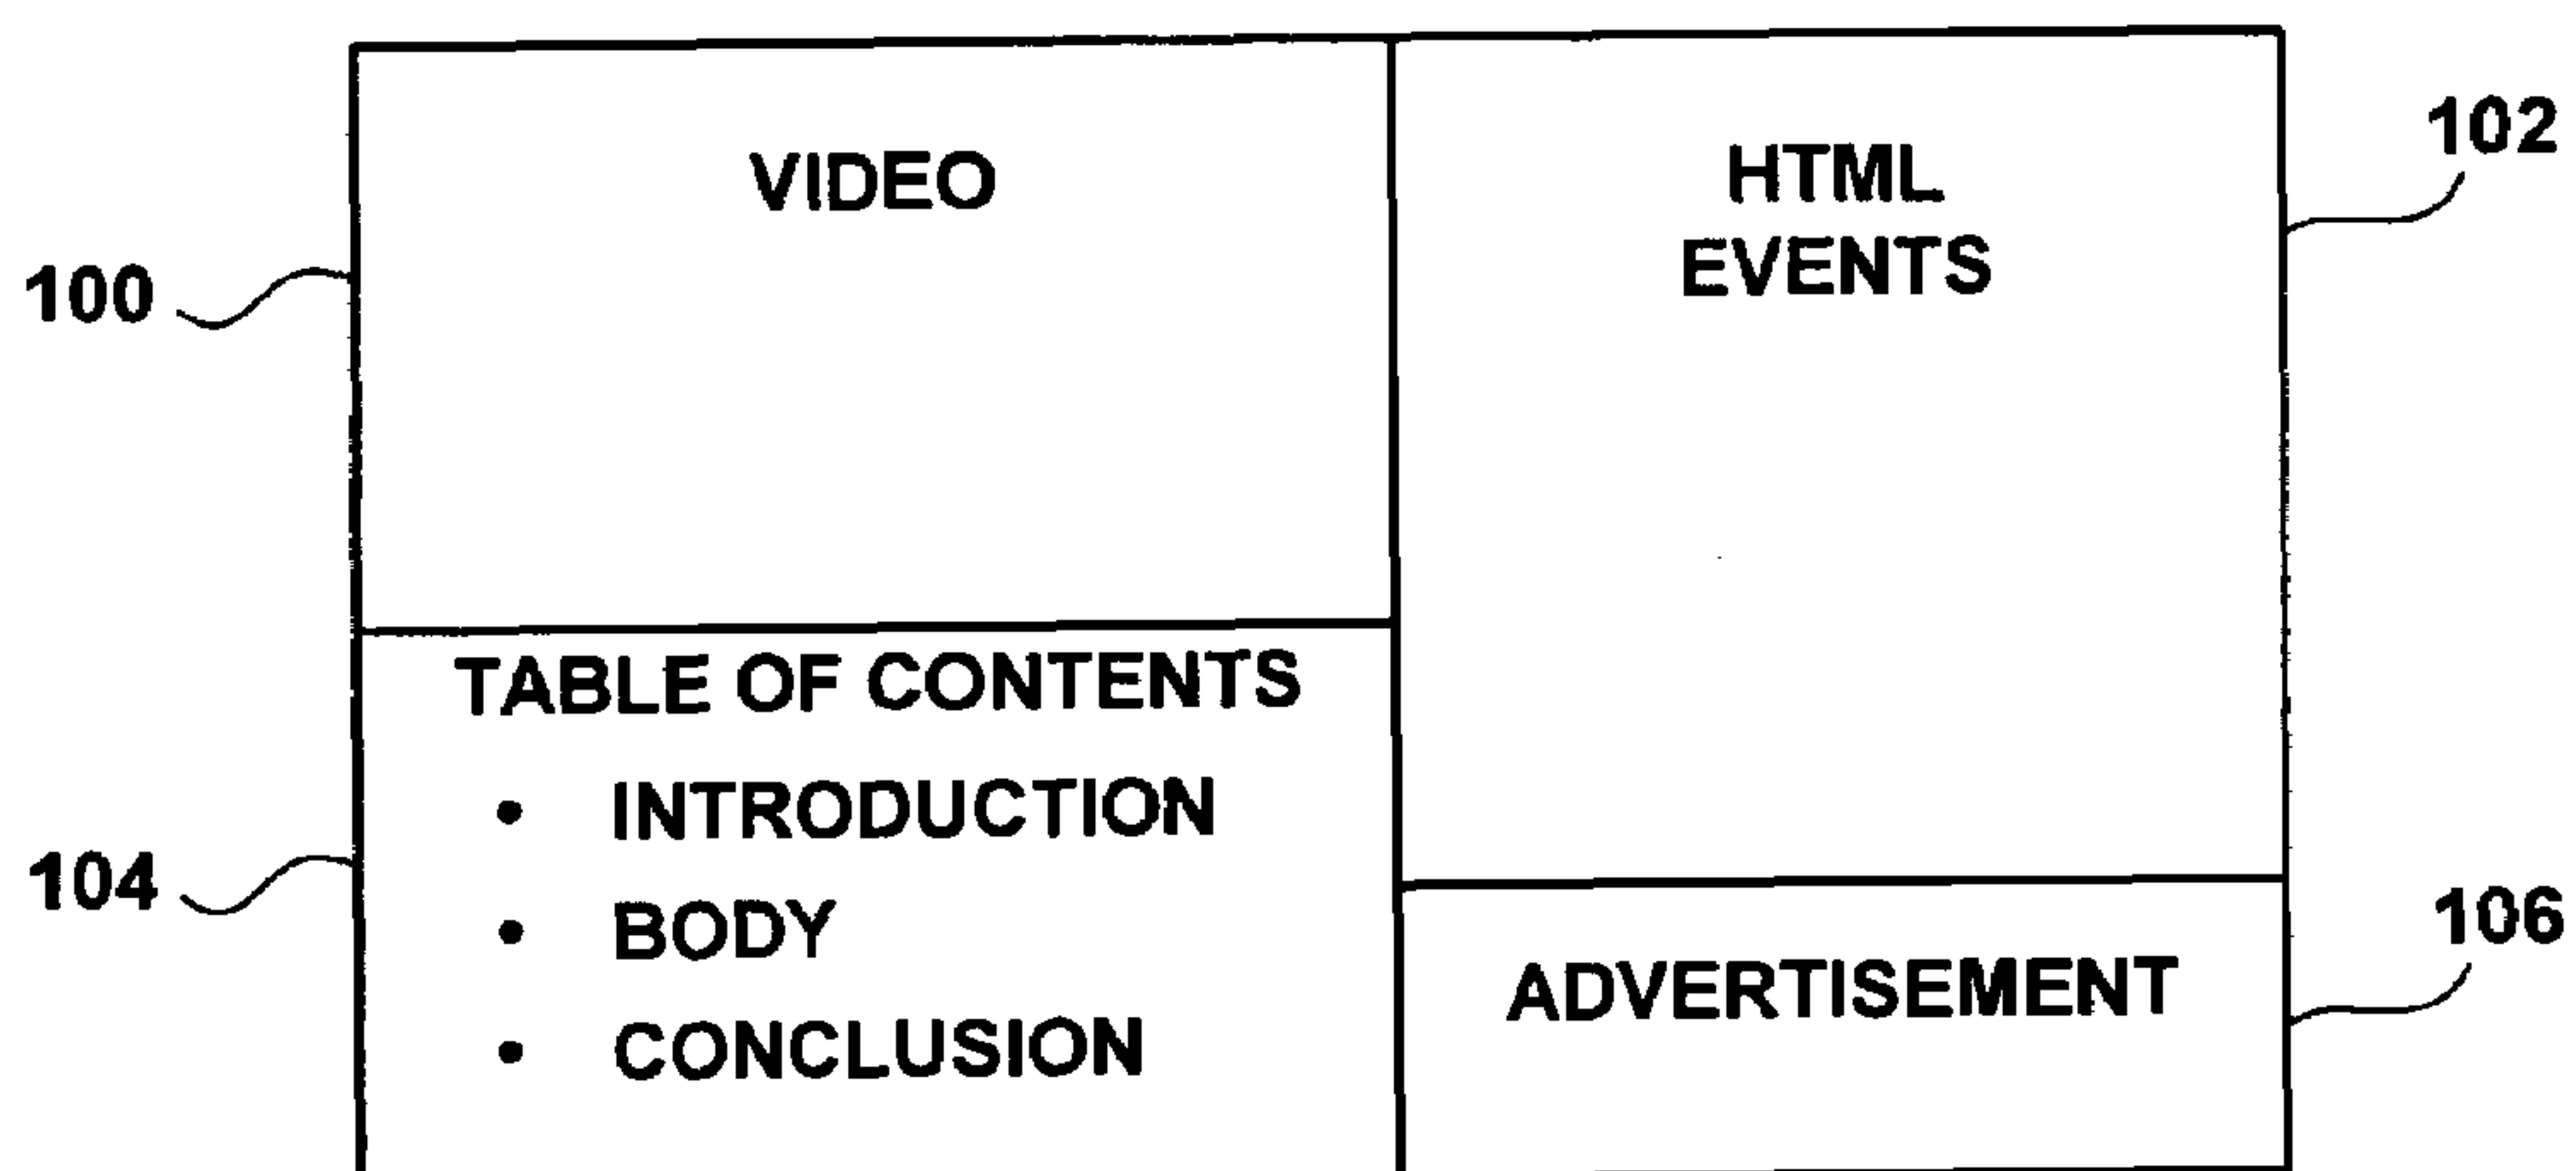 VIDEO
100
HTML
EVENTS
102
TABLE OF CONTENTS
• INTRODUCTION
• BODY
• CONCLUSION
104
ADVERTISEMENT
106